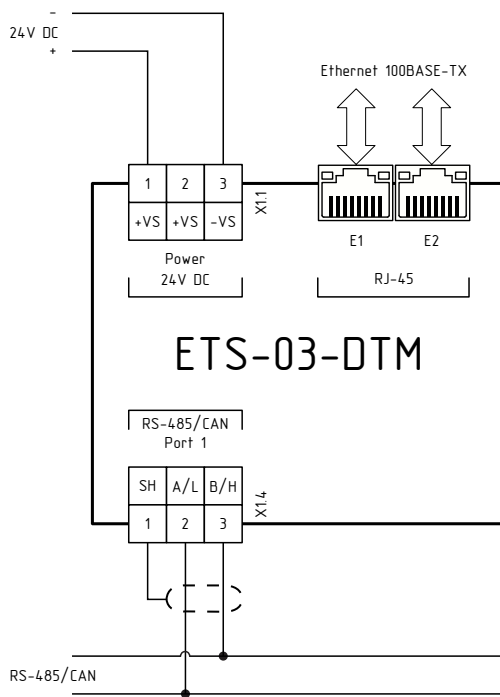 -
24V DC
+
Ethernet 100BASE-TX
1 2 3
+VS +VS -VS
X1.1
Power
24V DC
E1 E2
RJ-45
ETS-03-DTM
RS-485/CAN
Port 1
SH A/L B/H
1 2 3
X1.4
RS-485/CAN